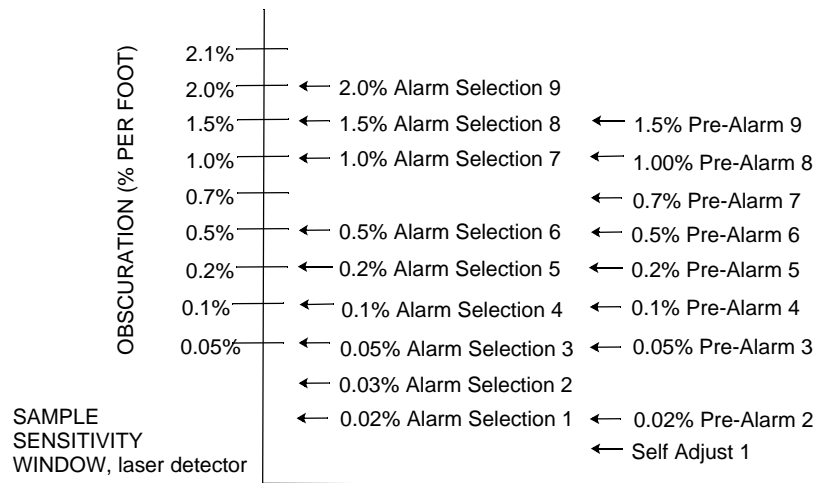 OBSCURATION (% PER FOOT)
2.1%
2.0% 2.0% Alarm Selection 9
1.5% 1.5% Alarm Selection 8 1.5% Pre-Alarm 9
1.0% 1.0% Alarm Selection 7 1.00% Pre-Alarm 8
0.7% 0.7% Pre-Alarm 7
0.5% 0.5% Alarm Selection 6 0.5% Pre-Alarm 6
0.2% 0.2% Alarm Selection 5 0.2% Pre-Alarm 5
0.1% 0.1% Alarm Selection 4 0.1% Pre-Alarm 4
0.05% 0.05% Alarm Selection 3 0.05% Pre-Alarm 3
0.03% Alarm Selection 2
0.02% Alarm Selection 1 0.02% Pre-Alarm 2
Self Adjust 1
SAMPLE
SENSITIVITY
WINDOW, laser detector